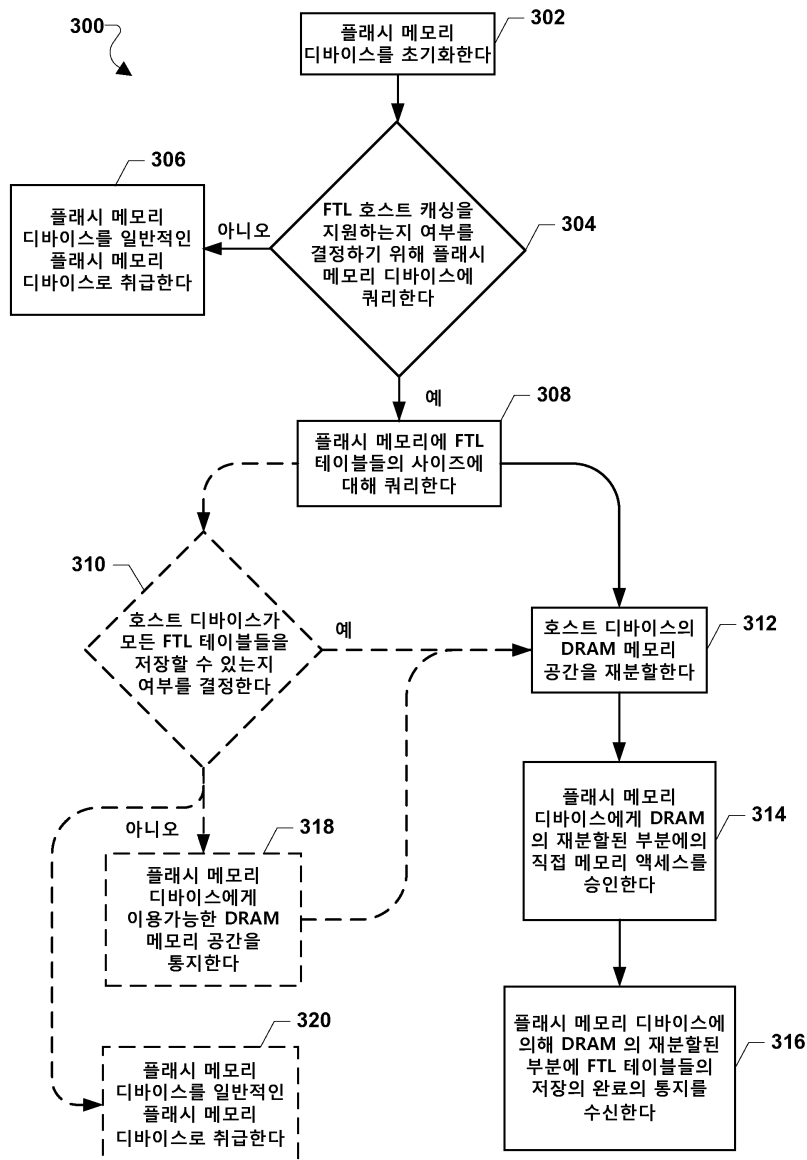 300
플래시 메모리
디바이스를 초기화한다
302
306
플래시 메모리
디바이스를 일반적인
플래시 메모리
디바이스로 취급한다
아니오
FTL 호스트 캐싱을
지원하는지 여부를
결정하기 위해 플래시
메모리 디바이스에
쿼리한다
304
예
308
플래시 메모리에 FTL
테이블들의 사이즈에
대해 쿼리한다
310
호스트 디바이스가
모든 FTL 테이블들을
저장할 수 있는지
여부를 결정한다
예
호스트 디바이스의
DRAM 메모리
공간을 재분할한다
312
플래시 메모리
디바이스에게 DRAM
의 재분할된 부분에의
직접 메모리 액세스를
승인한다
314
아니오
318
플래시 메모리
디바이스에게
이용가능한 DRAM
메모리 공간을
통지한다
플래시 메모리 디바이스에
의해 DRAM 의 재분할된
부분에 FTL 테이블들의
저장의 완료의 통지를
수신한다
316
320
플래시 메모리
디바이스를 일반적인
플래시 메모리
디바이스로 취급한다